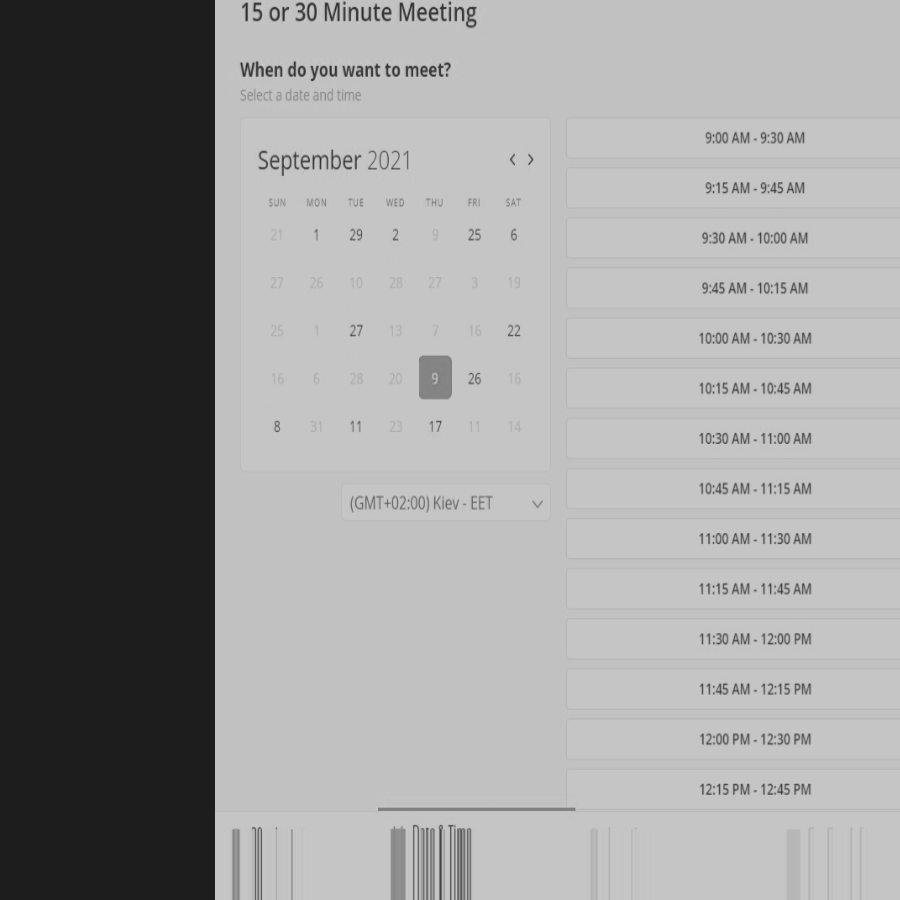 15 or 30 Minute Meeting
When do you want to meet?
Select a date and time
September 2021
SUN MON TUE WED THU FRI SAT
21 1 29 2 9 25 6
27 26 10 28 27 3 19
25 1 27 13 7 16 22
16 6 28 20 9 26 16
8 31 11 23 17 11 14
(GMT+02:00) Kiev - EET
9:00 AM - 9:30 AM
9:15 AM - 9:45 AM
9:30 AM - 10:00 AM
9:45 AM - 10:15 AM
10:00 AM - 10:30 AM
10:15 AM - 10:45 AM
10:30 AM - 11:00 AM
10:45 AM - 11:15 AM
11:00 AM - 11:30 AM
11:15 AM - 11:45 AM
11:30 AM - 12:00 PM
11:45 AM - 12:15 PM
12:00 PM - 12:30 PM
12:15 PM - 12:45 PM
Date & Time